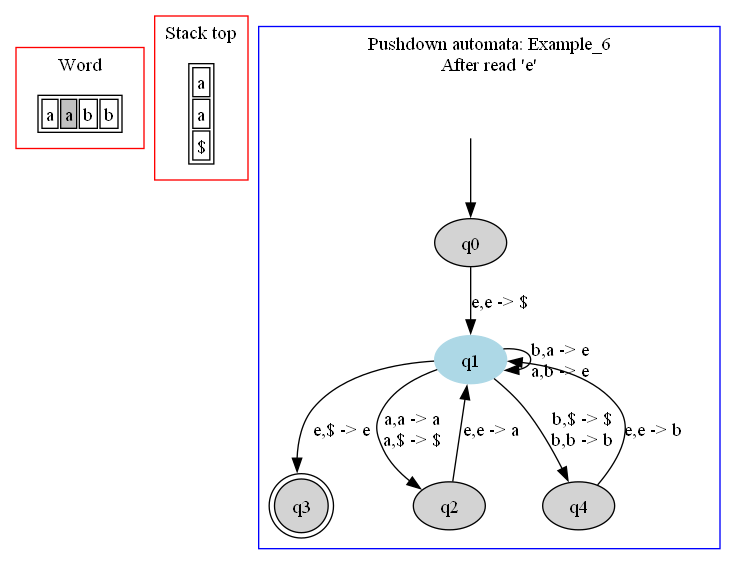 Word
a a b b
Stack top
a
a
$
Pushdown automata: Example_6
After read 'e'
q0
e,e -> $
q1
b,a -> e
a,b -> e
e,$ -> e
a,a -> a
a,$ -> $
e,e -> a
b,$ -> $
b,b -> b
e,e -> b
q3
q2
q4